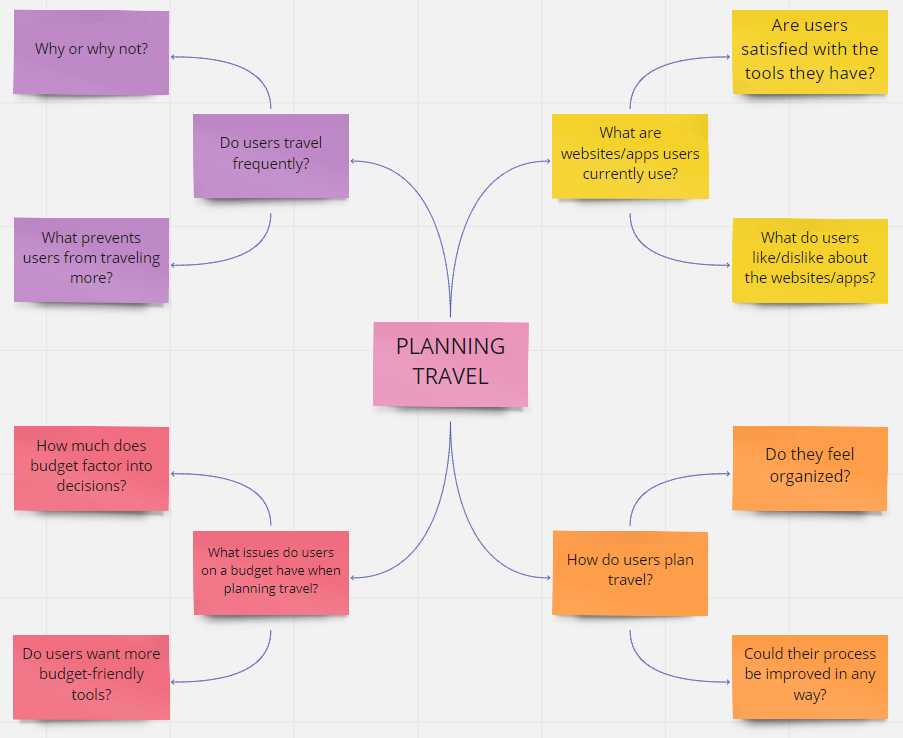 Why or why not?
Are users
satisfied with the
tools they have?
Do users travel
frequently?
What are
websites/apps users
currently use?
What prevents
users from traveling
more?
What do users
like/dislike about
the websites/apps?
PLANNING
TRAVEL
How much does
budget factor into
decisions?
Do they feel
organized?
What issues do users
on a budget have when
planning travel?
How do users plan
travel?
Do users want more
budget-friendly
tools?
Could their process
be improved in any
way?